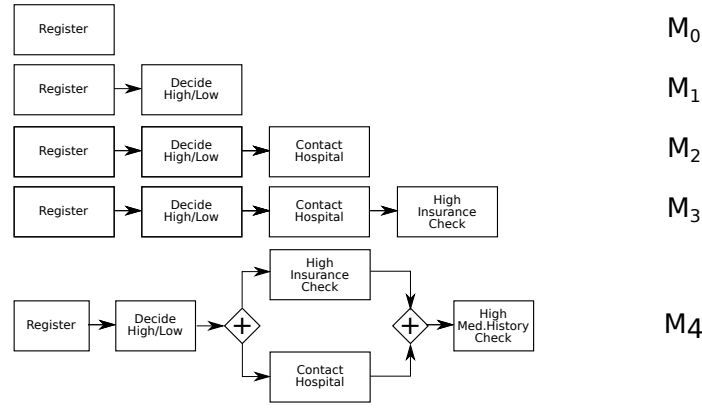 Register
M0
Register
Decide
High/Low
M1
Register
Decide
High/Low
Contact
Hospital
M2
Register
Decide
High/Low
Contact
Hospital
High
Insurance
Check
M3
High
Insurance
Check
Register
Decide
High/Low
High
Med.History
Check
M4
Contact
Hospital